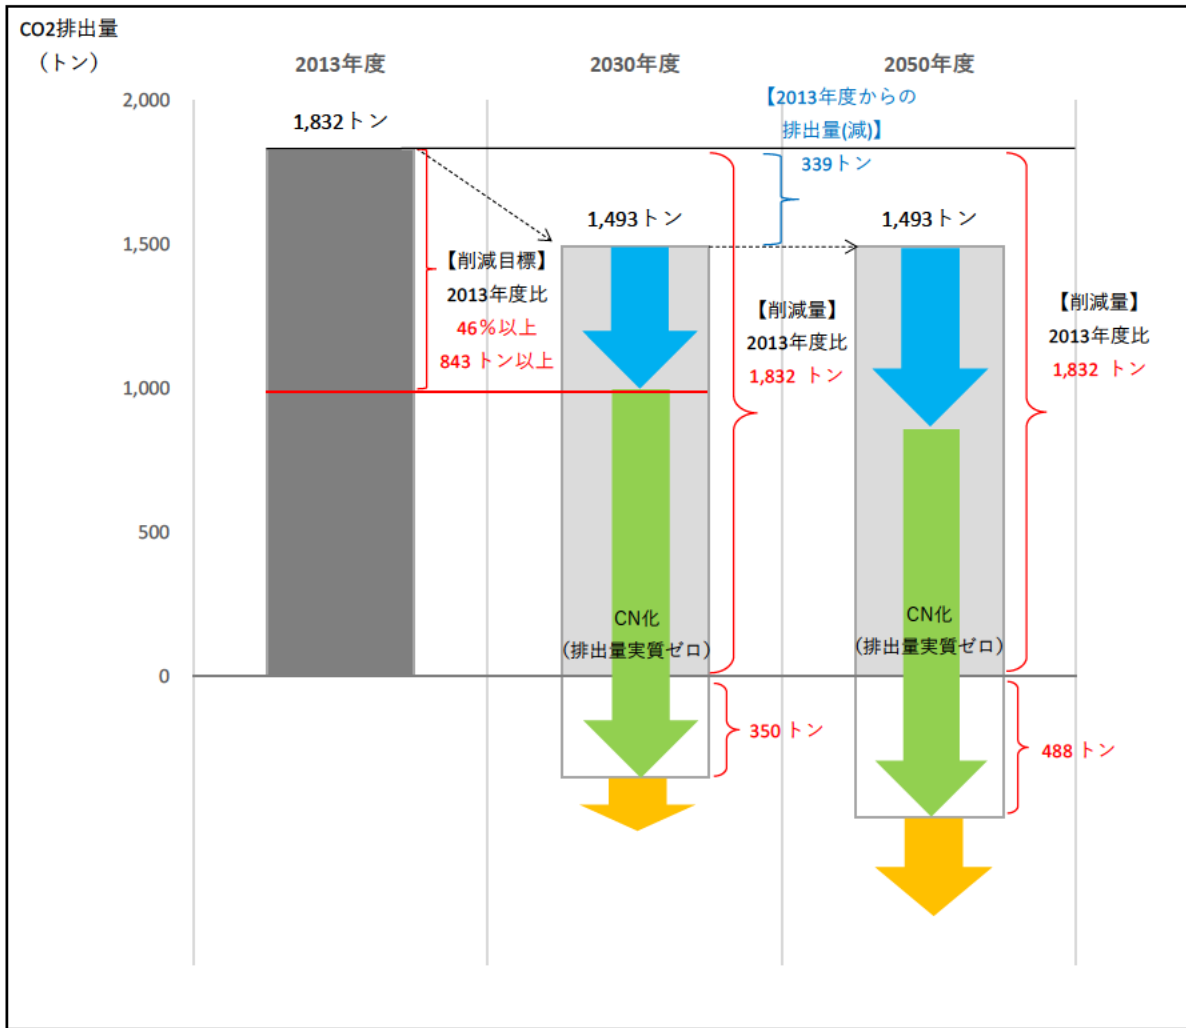 CO2排出量
（トン）
2013年度
2030年度
2050年度
2,000
1,500
1,000
500
0
1,832トン
【削減目標】
2013年度比
46%以上
843トン以上
1,493トン
【2013年度からの
排出量(減)】
339トン
1,493トン
【削減量】
2013年度比
1,832 トン
【削減量】
2013年度比
1,832 トン
CN化
(排出量実質ゼロ)
CN化
(排出量実質ゼロ)
350トン
488トン